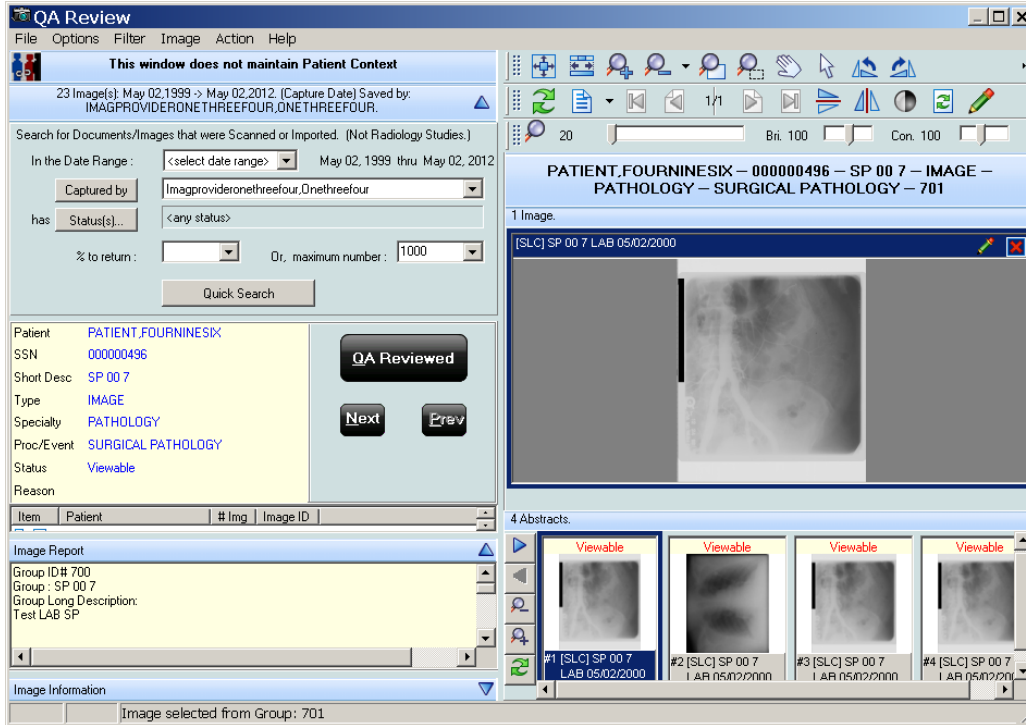 QA Review
File Options Filter Image Action Help
This window does not maintain Patient Context
23 Image(s): May 02,1999 -> May 02,2012. (Capture Date) Saved by:
IMAGPROVIDERONETHREEFOUR,ONETHREEFOUR.
Search for Documents/Images that were Scanned or Imported. (Not Radiology Studies.)
In the Date Range : <select date range> May 02, 1999 thru May 02, 2012
Captured by Imagprovideronethreefour,Onethreefour
has Status(s)... <any status>
% to return : Or, maximum number : 1000
Quick Search
Patient PATIENT,FOURNINESIX
SSN 000000496
Short Desc SP 00 7
Type IMAGE
Specialty PATHOLOGY
Proc/Event SURGICAL PATHOLOGY
Status Viewable
Reason
QA Reviewed
Next Prev
Item Patient # Img Image ID
Image Report
Group ID# 700
Group : SP 00 7
Group Long Description:
Test LAB SP
Image Information
Image selected from Group: 701
1/1
20 Bri. 100 Con. 100
PATIENT,FOURNINESIX – 000000496 – SP 00 7 – IMAGE –
PATHOLOGY – SURGICAL PATHOLOGY – 701
1 Image.
[SLC] SP 00 7 LAB 05/02/2000
4 Abstracts.
Viewable Viewable Viewable Viewable
#1 [SLC] SP 00 7 #2 [SLC] SP 00 7 #3 [SLC] SP 00 7 #4 [SLC] SP 00 7
LAB 05/02/2000 LAB 05/02/2000 LAB 05/02/2000 LAB 05/02/200